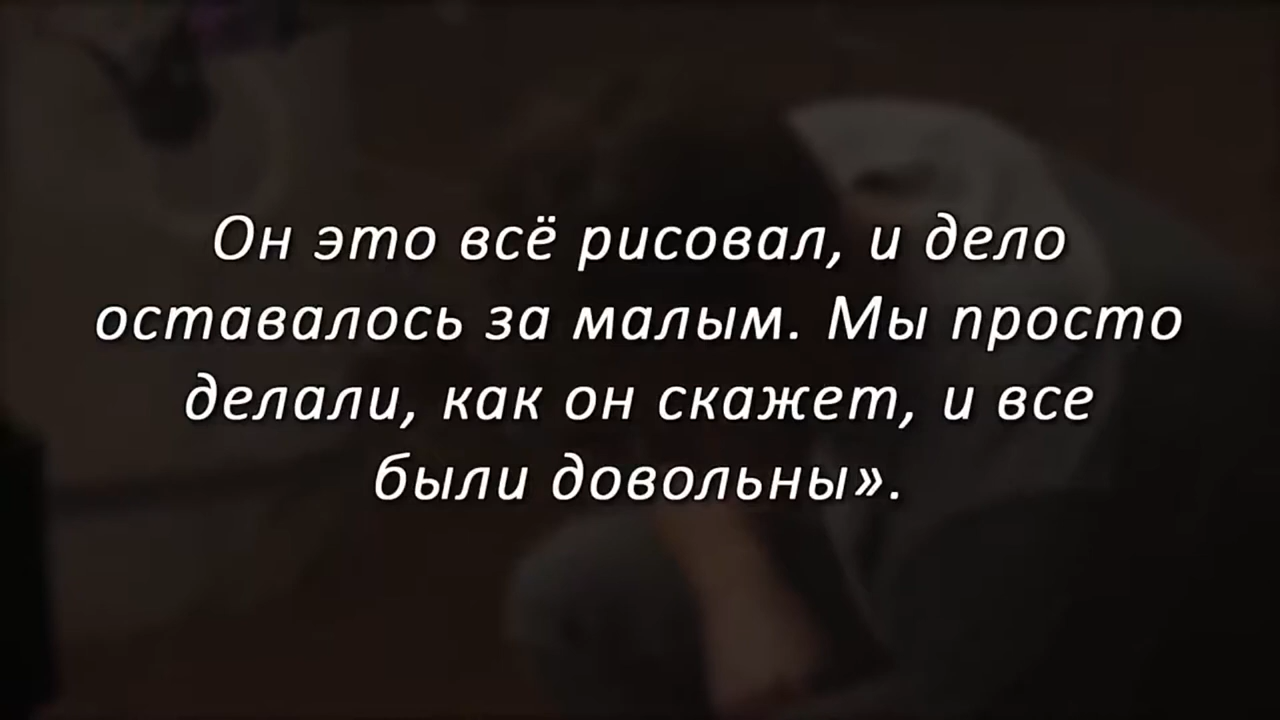 Он это всё рисовал, и дело
оставалось за малым. Мы просто
делали, как он скажет, и все
были довольны».